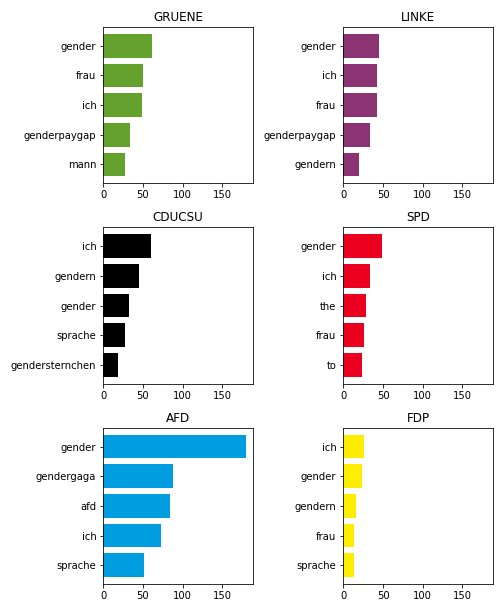 GRUENE
gender
frau
ich
genderpaygap
mann
0 50 100 150
LINKE
gender
ich
frau
genderpaygap
gendern
0 50 100 150
CDUCSU
ich
gendern
gender
sprache
gendersternchen
0 50 100 150
SPD
gender
ich
the
frau
to
0 50 100 150
AFD
gender
gendergaga
afd
ich
sprache
0 50 100 150
FDP
ich
gender
gendern
frau
sprache
0 50 100 150